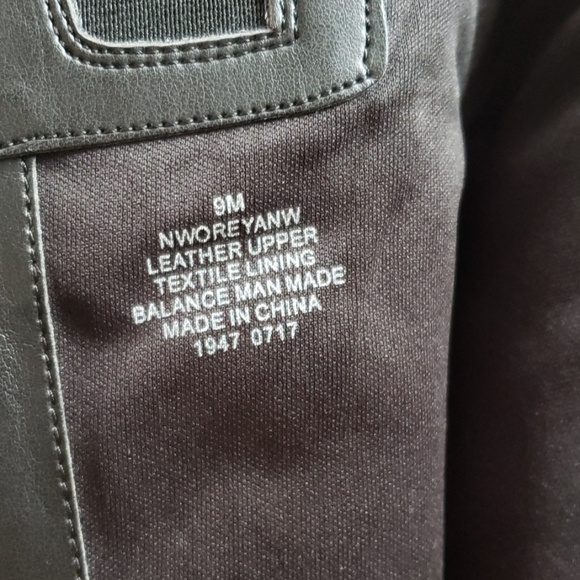 9M
NWOREYANW
LEATHER UPPER
TEXTILE LINING
BALANCE MAN MADE
MADE IN CHINA
1947 0717